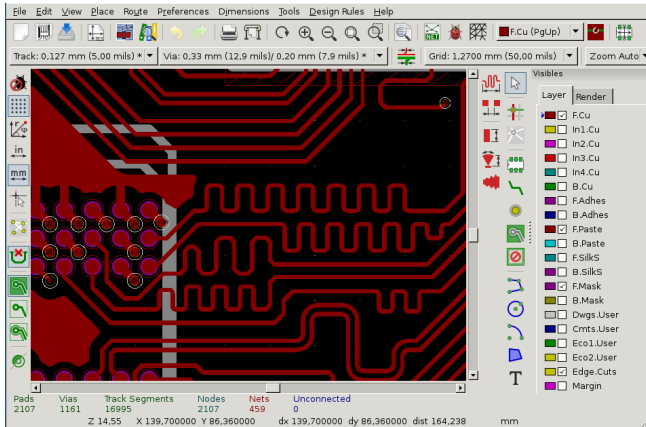 File Edit View Place Route Preferences Dimensions Tools Design Rules Help
NET
F.Cu (PgUp)
Track: 0,127 mm (5,00 mils) * Via: 0,33 mm (12,9 mils)/ 0,20 mm (7,9 mils) * Grid: 1,2700 mm (50,00 mils) Zoom Auto
in
mm
T
Visibles
Layer Render
F.Cu
In1.Cu
In2.Cu
In3.Cu
In4.Cu
B.Cu
F.Adhes
B.Adhes
F.Paste
B.Paste
F.SilkS
B.SilkS
F.Mask
B.Mask
Dwgs.User
Cmts.User
Eco1.User
Eco2.User
Edge.Cuts
Margin
Pads Vias Track Segments Nodes Nets Unconnected
2107 1161 16995 2107 459 0
Z 14,55 X 139,700000 Y 86,360000 dx 139,700000 dy 86,360000 dist 164,238 mm